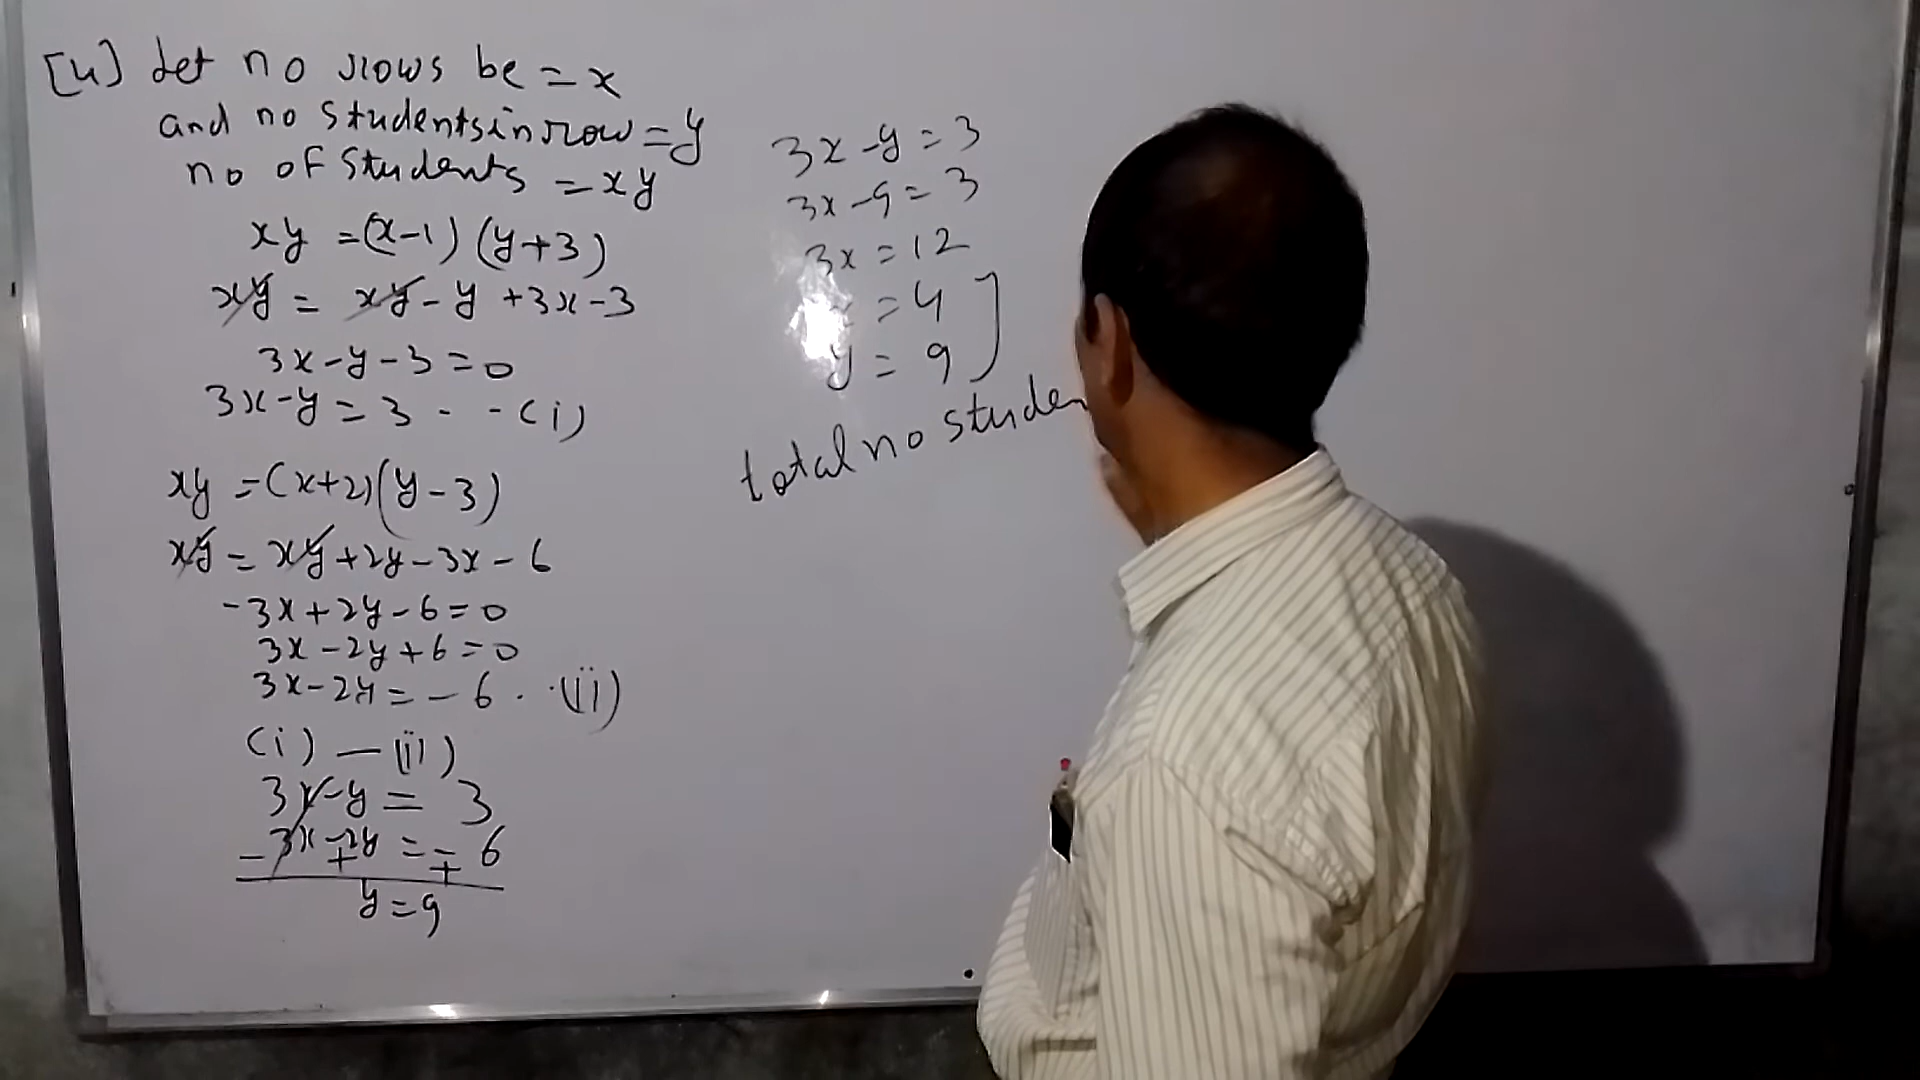 [4] Let no rows be = x
and no students in row = y
no of students = xy
xy = (x-1) (y+3)
xy = xy - y + 3x - 3
3x - y - 3 = 0
3x - y = 3 - - (i)
xy = (x+2) (y-3)
xy = xy + 2y - 3x - 6
-3x + 2y - 6 = 0
3x - 2y + 6 = 0
3x - 2y = - 6 . . (ii)
(i) — (ii)
3x - y = 3
3x - 2y = - 6
- + +
y = 9
3x - y = 3
3x - 9 = 3
3x = 12
= 4 ]
y = 9
total no studen